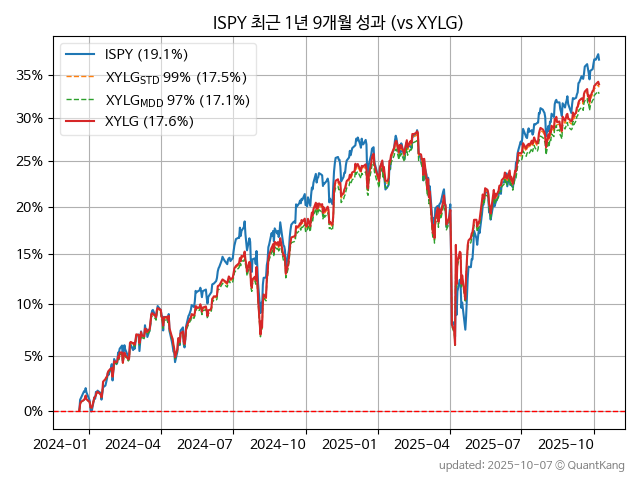 ISPY 최근 1년 9개월 성과 (vs XYLG)
ISPY (19.1%)
XYLG_STD 99% (17.5%)
XYLG_MDD 97% (17.1%)
XYLG (17.6%)
35%
30%
25%
20%
15%
10%
5%
0%
2024-01 2024-04 2024-07 2024-10 2025-01 2025-04 2025-07 2025-10
updated: 2025-10-07 © QuantKang